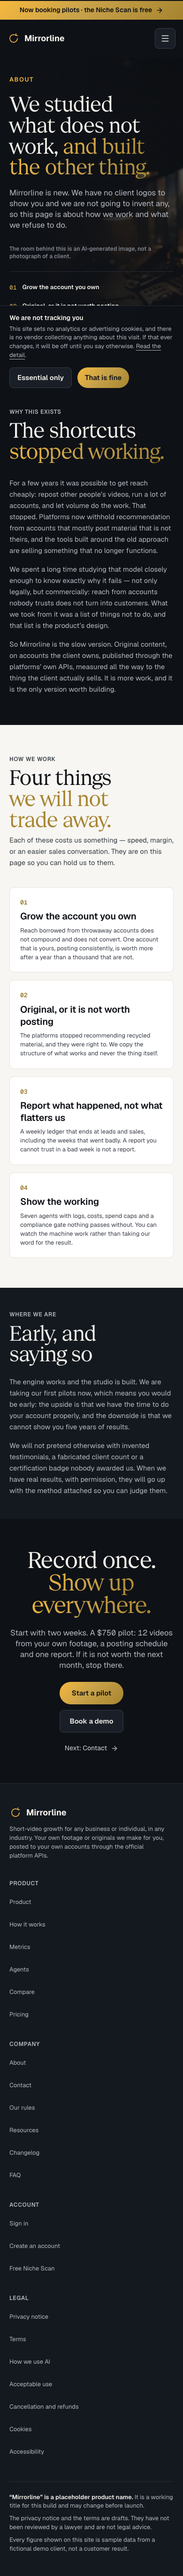 Now booking pilots · the Niche Scan is free →
Mirrorline
ABOUT
We studied
what does not
work, and built
the other thing.
Mirrorline is new. We have no client logos to
show you and we are not going to invent any,
so this page is about how we work and what
we refuse to do.
The room behind this is an AI-generated image, not a
photograph of a client.
01 Grow the account you own
We are not tracking you
This site sets no analytics or advertising cookies, and there
is no vendor collecting anything about this visit. If that ever
changes, it will be off until you say otherwise. Read the
detail.
Essential only
That is fine
WHY THIS EXISTS
The shortcuts
stopped working.
For a few years it was possible to get reach
cheaply: repost other people's videos, run a lot of
accounts, and let volume do the work. That
stopped. Platforms now withhold recommendation
from accounts that mostly post material that is not
theirs, and the tools built around the old approach
are selling something that no longer functions.
We spent a long time studying that model closely
enough to know exactly why it fails — not only
legally, but commercially: reach from accounts
nobody trusts does not turn into customers. What
we took from it was a list of things not to do, and
that list is the product's design.
So Mirrorline is the slow version. Original content,
on accounts the client owns, published through the
platforms' own APIs, measured all the way to the
thing the client actually sells. It is more work, and it
is the only version worth building.
HOW WE WORK
Four things
we will not
trade away.
Each of these costs us something — speed, margin,
or an easier sales conversation. They are on this
page so you can hold us to them.
01
Grow the account you own
Reach borrowed from throwaway accounts does
not compound and does not convert. One account
that is yours, posting consistently, is worth more
after a year than a thousand that are not.
02
Original, or it is not worth
posting
The platforms stopped recommending recycled
material, and they were right to. We copy the
structure of what works and never the thing itself.
03
Report what happened, not what
flatters us
A weekly ledger that ends at leads and sales,
including the weeks that went badly. A report you
cannot trust in a bad week is not a report.
04
Show the working
Seven agents with logs, costs, spend caps and a
compliance gate nothing passes without. You can
watch the machine work rather than taking our
word for the result.
WHERE WE ARE
Early, and
saying so
The engine works and the studio is built. We are
taking our first pilots now, which means you would
be early: the upside is that we have the time to do
your account properly, and the downside is that we
cannot show you five years of results.
We will not pretend otherwise with invented
testimonials, a fabricated client count or a
certification badge nobody awarded us. When we
have real results, with permission, they will go up
with the method attached so you can judge them.
Record once.
Show up
everywhere.
Start with two weeks. A $750 pilot: 12 videos
from your own footage, a posting schedule
and one report. If it is not worth the next
month, stop there.
Start a pilot
Book a demo
Next: Contact →
Mirrorline
Short-video growth for any business or individual, in any
industry. Your own footage or originals we make for you,
posted to your own accounts through the official
platform APIs.
PRODUCT
Product
How it works
Metrics
Agents
Compare
Pricing
COMPANY
About
Contact
Our rules
Resources
Changelog
FAQ
ACCOUNT
Sign in
Create an account
Free Niche Scan
LEGAL
Privacy notice
Terms
How we use AI
Acceptable use
Cancellation and refunds
Cookies
Accessibility
"Mirrorline" is a placeholder product name. It is a working
title for this build and may change before launch.
The privacy notice and the terms are drafts. They have not
been reviewed by a lawyer and are not legal advice.
Every figure shown on this site is sample data from a
fictional demo client, not a customer result.